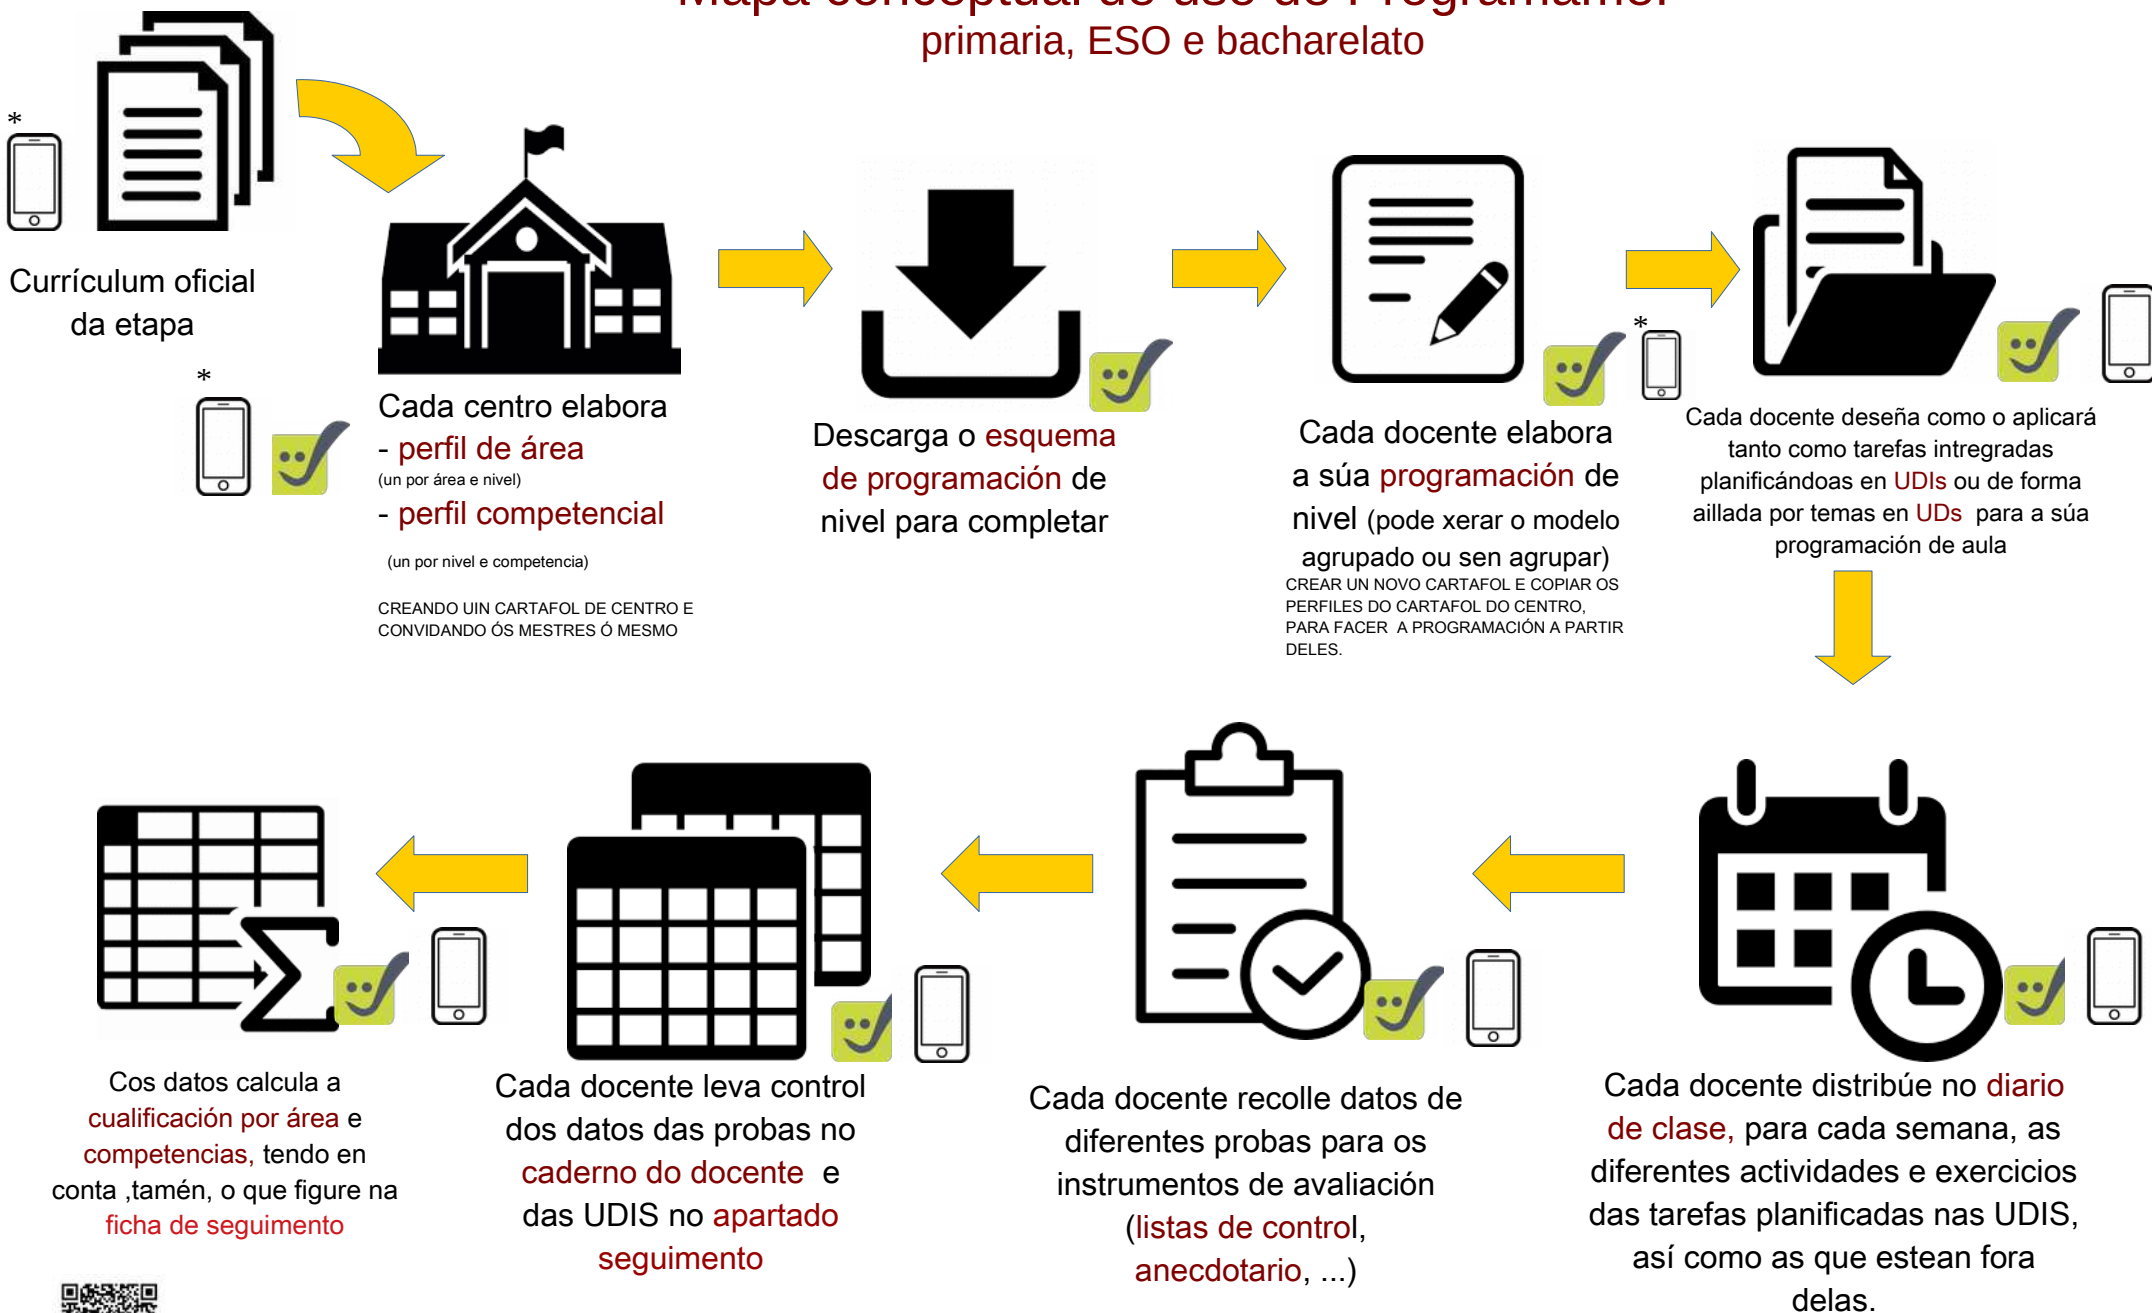 Mapa conceptual do uso do Programame:
primaria, ESO e bacharelato
*
Currículum oficial
da etapa
*
Cada centro elabora
- perfil de área
(un por área e nivel)
- perfil competencial
(un por nivel e competencia)
CREANDO UIN CARTAFOL DE CENTRO E
CONVIDANDO ÓS MESTRES Ó MESMO
Descarga o esquema
de programación de
nivel para completar
*
Cada docente elabora
a súa programación de
nivel (pode xerar o modelo
agrupado ou sen agrupar)
CREAR UN NOVO CARTAFOL E COPIAR OS
PERFILES DO CARTAFOL DO CENTRO,
PARA FACER A PROGRAMACIÓN A PARTIR
DELES.
Cada docente deseña como o aplicará
tanto como tarefas intregradas
planificándoas en UDIs ou de forma
aillada por temas en UDs para a súa
programación de aula
Cada docente distribúe no diario
de clase, para cada semana, as
diferentes actividades e exercicios
das tarefas planificadas nas UDIS,
así como as que estean fora
delas.
Cada docente recolle datos de
diferentes probas para os
instrumentos de avaliación
(listas de control,
anecdotario, ...)
Cada docente leva control
dos datos das probas no
caderno do docente e
das UDIS no apartado
seguimento
Cos datos calcula a
cualificación por área e
competencias, tendo en
conta ,tamén, o que figure na
ficha de seguimento